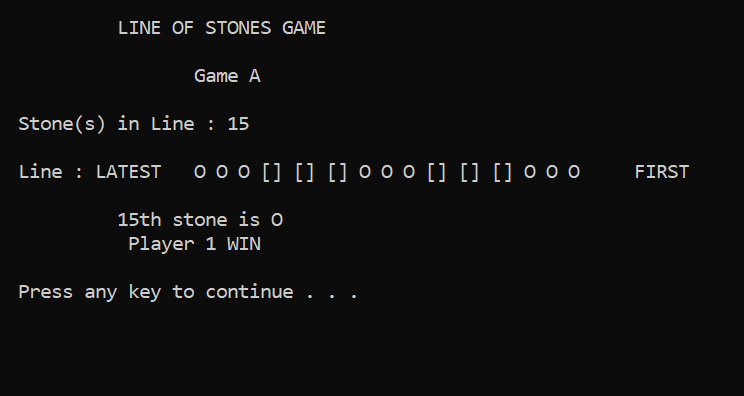 LINE OF STONES GAME
Game A
Stone(s) in Line : 15
Line : LATEST O O O [] [] [] O O O [] [] [] O O O FIRST
15th stone is O
Player 1 WIN
Press any key to continue . . .